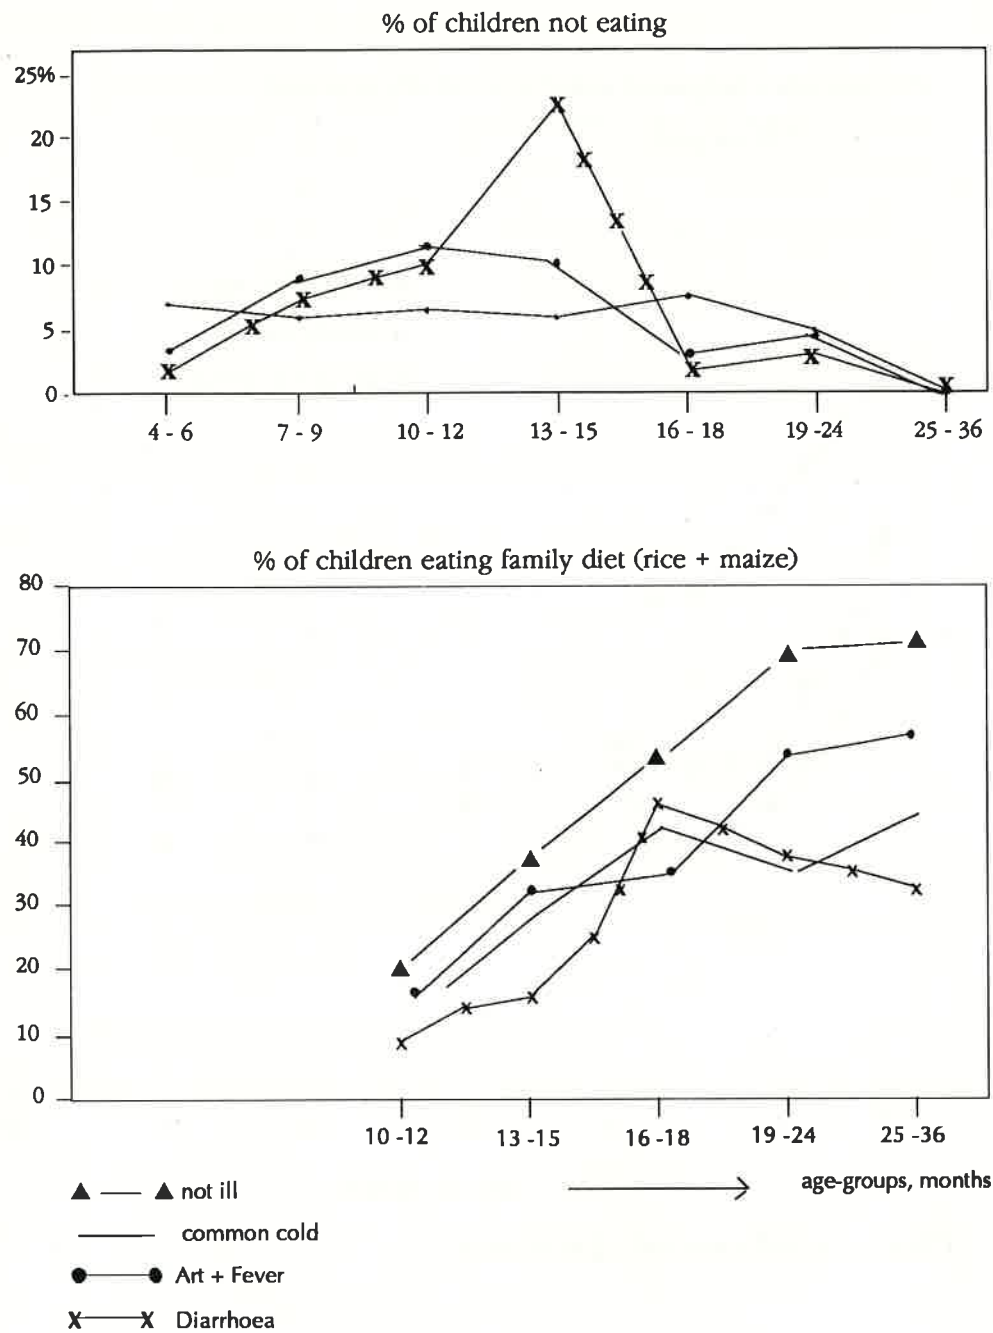 % of children not eating
25%
20
15
10
5
0
4 - 6 7 - 9 10 - 12 13 - 15 16 - 18 19 -24 25 - 36
% of children eating family diet (rice + maize)
80
70
60
50
40
30
20
10
0
10 -12 13 -15 16 -18 19 -24 25 -36
age-groups, months
not ill
common cold
Art + Fever
Diarrhoea